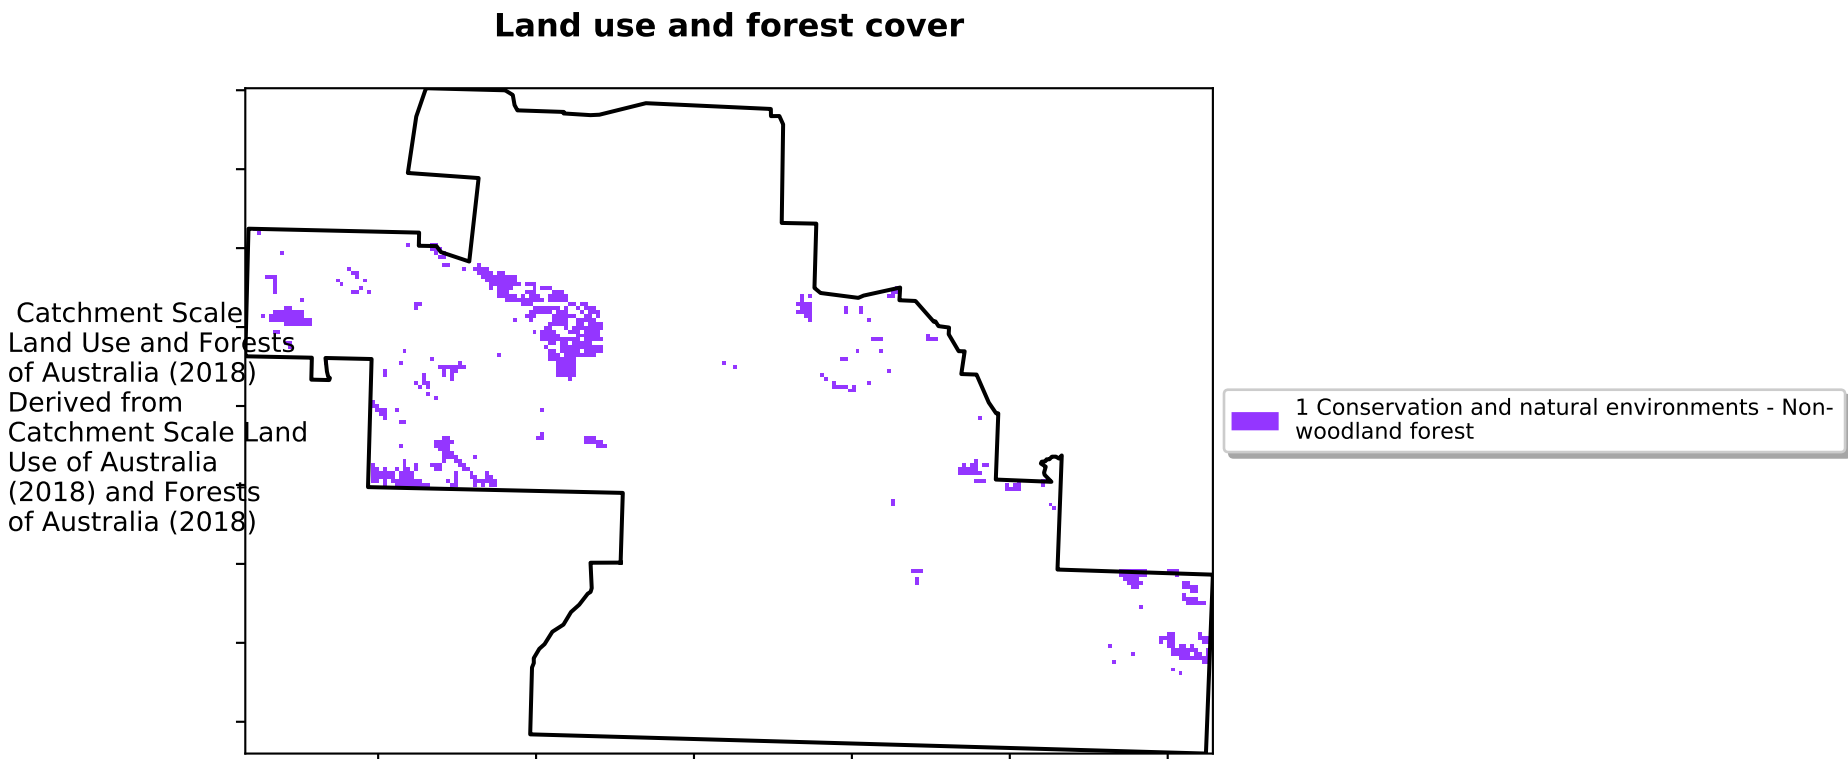 Land use and forest cover
Catchment Scale
Land Use and Forests
of Australia (2018)
Derived from
Catchment Scale Land
Use of Australia
(2018) and Forests
of Australia (2018)
1 Conservation and natural environments - Non-
woodland forest